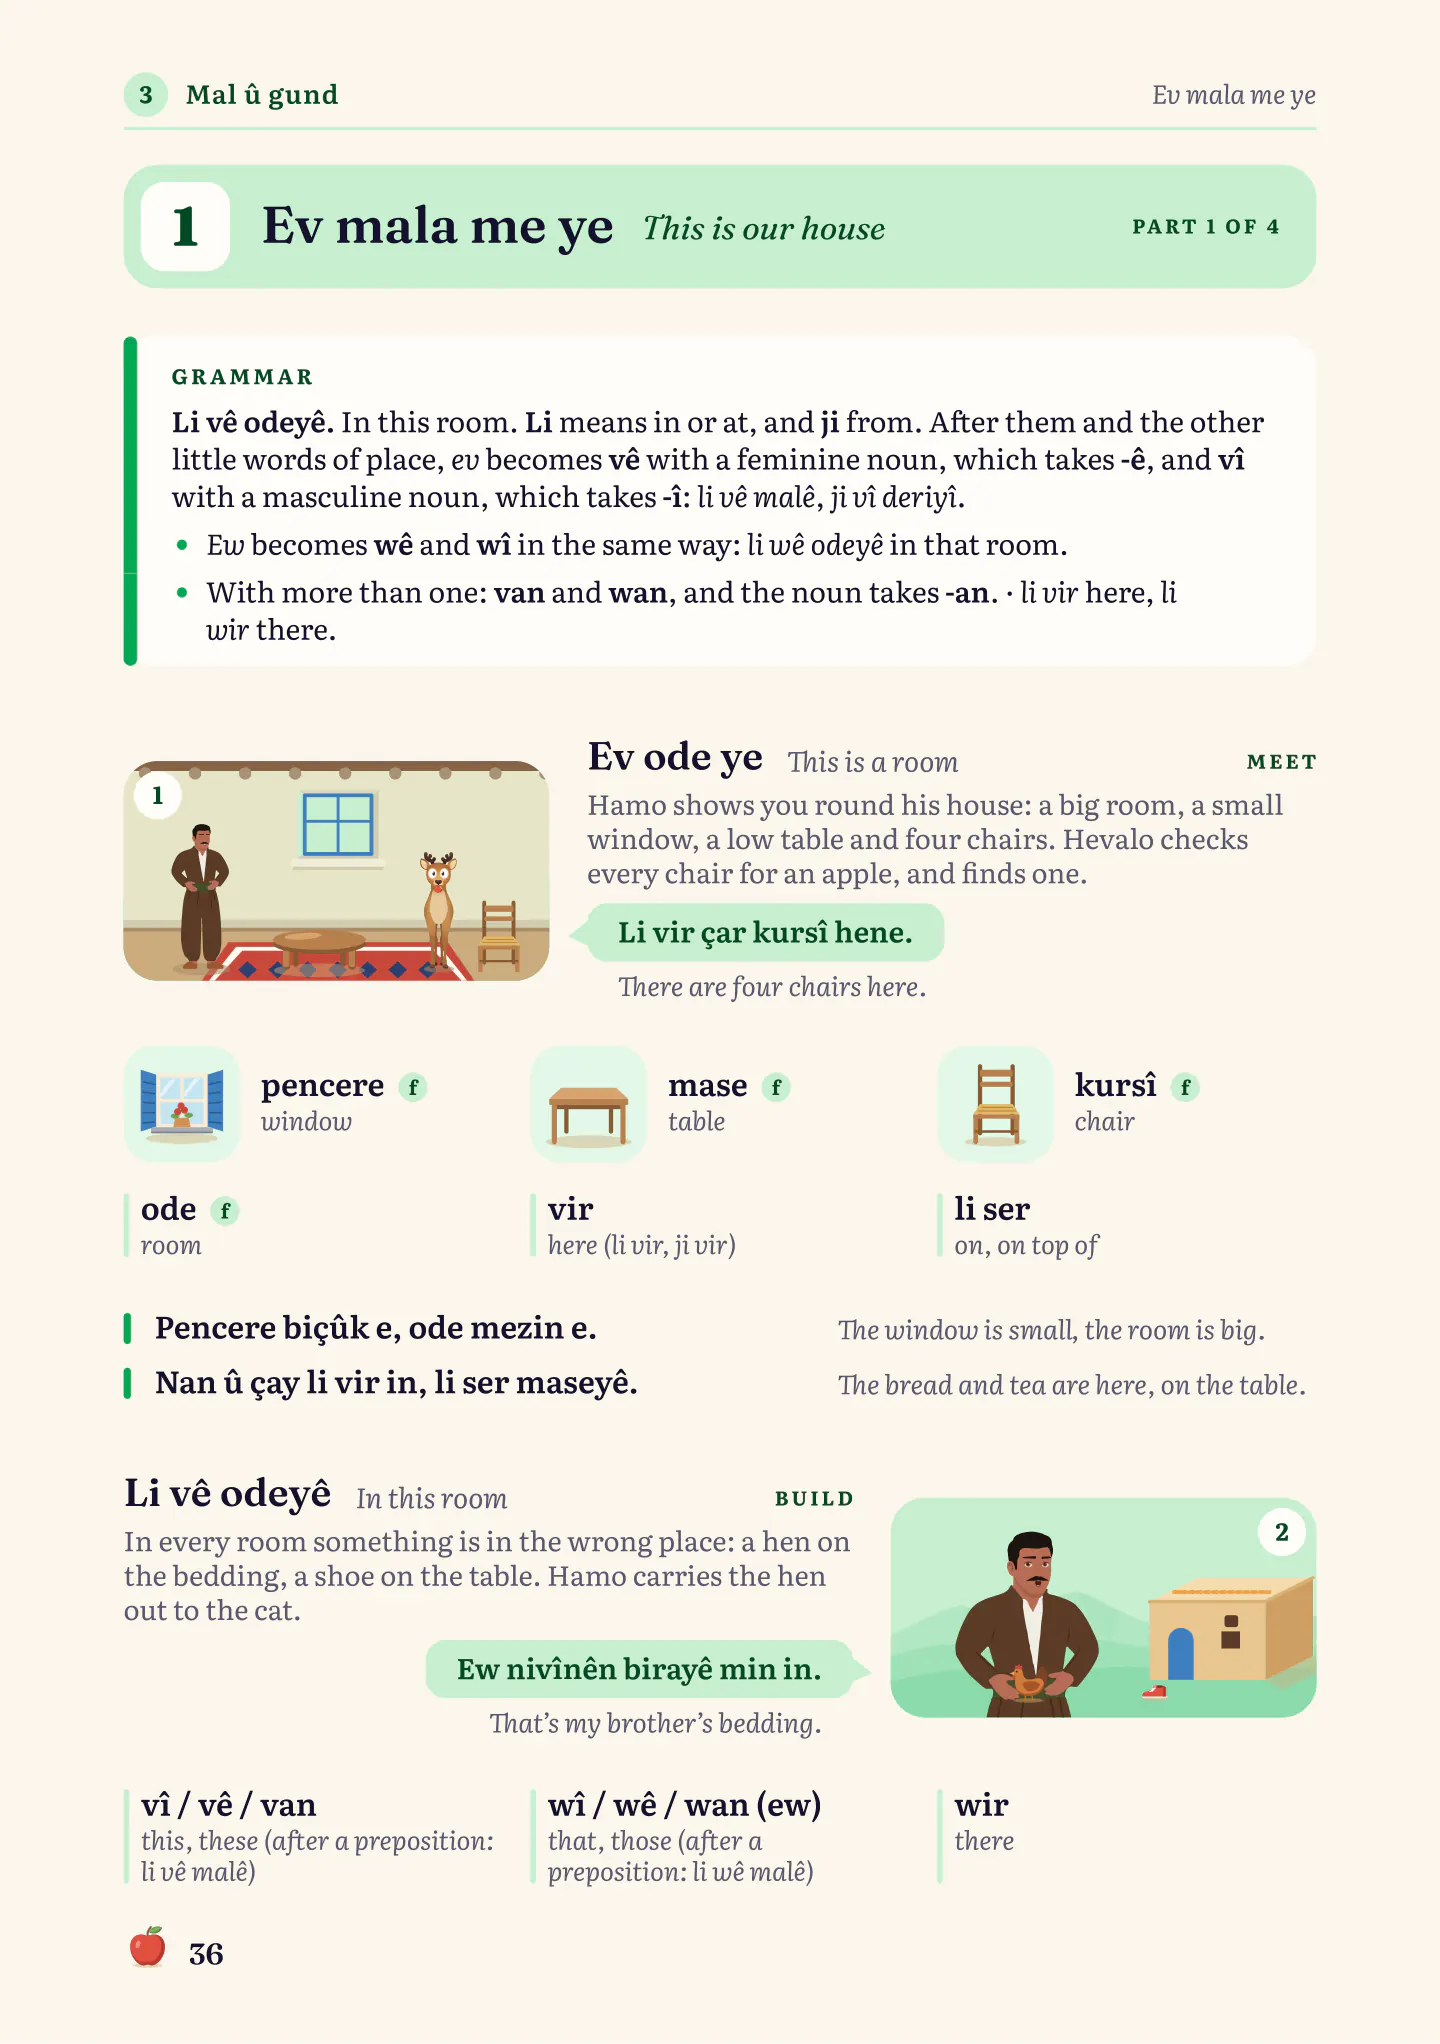 3 Mal û gund
Ev mala me ye
1 Ev mala me ye This is our house PART 1 OF 4
GRAMMAR
Li vê odeyê. In this room. Li means in or at, and ji from. After them and the other
little words of place, ev becomes vê with a feminine noun, which takes -ê, and vî
with a masculine noun, which takes -î: li vê malê, ji vî deriyî.
• Ew becomes wê and wî in the same way: li wê odeyê in that room.
• With more than one: van and wan, and the noun takes -an. · li vir here, li
wir there.
1
Ev ode ye This is a room MEET
Hamo shows you round his house: a big room, a small
window, a low table and four chairs. Hevalo checks
every chair for an apple, and finds one.
Li vir çar kursî hene.
There are four chairs here.
pencere f
window
mase f
table
kursî f
chair
ode f
room
vir
here (li vir, ji vir)
li ser
on, on top of
Pencere biçûk e, ode mezin e. The window is small, the room is big.
Nan û çay li vir in, li ser maseyê. The bread and tea are here, on the table.
Li vê odeyê In this room BUILD
In every room something is in the wrong place: a hen on
the bedding, a shoe on the table. Hamo carries the hen
out to the cat.
Ew nivînên birayê min in.
That’s my brother’s bedding.
2
vî / vê / van
this, these (after a preposition:
li vê malê)
wî / wê / wan (ew)
that, those (after a
preposition: li wê malê)
wir
there
36